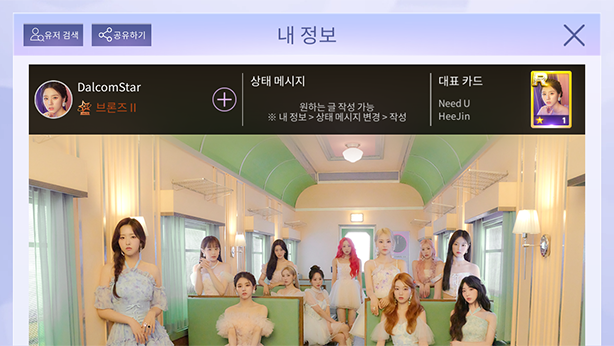 유저 검색
공유하기
내 정보
DalcomStar
브론즈 II
상태 메시지
원하는 글 작성 가능
※ 내 정보 > 상태 메시지 변경 > 작성
대표 카드
Need U
HeeJin
1